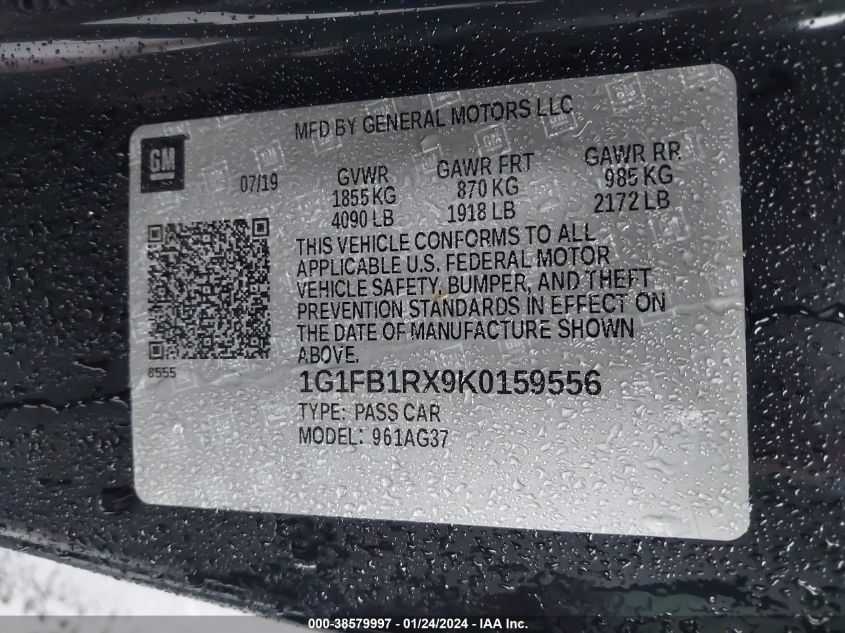 MFD BY GENERAL MOTORS LLC
GM
07/19
GVWR
1855 KG
4090 LB
GAWR FRT
870 KG
1918 LB
GAWR RR
985 KG
2172 LB
THIS VEHICLE CONFORMS TO ALL
APPLICABLE U.S. FEDERAL MOTOR
VEHICLE SAFETY, BUMPER, AND THEFT
PREVENTION STANDARDS IN EFFECT ON
THE DATE OF MANUFACTURE SHOWN
ABOVE.
8555
1G1FB1RX9K0159556
TYPE: PASS CAR
MODEL: 961AG37
000-38579997 - 01/24/2024 - IAA Inc.